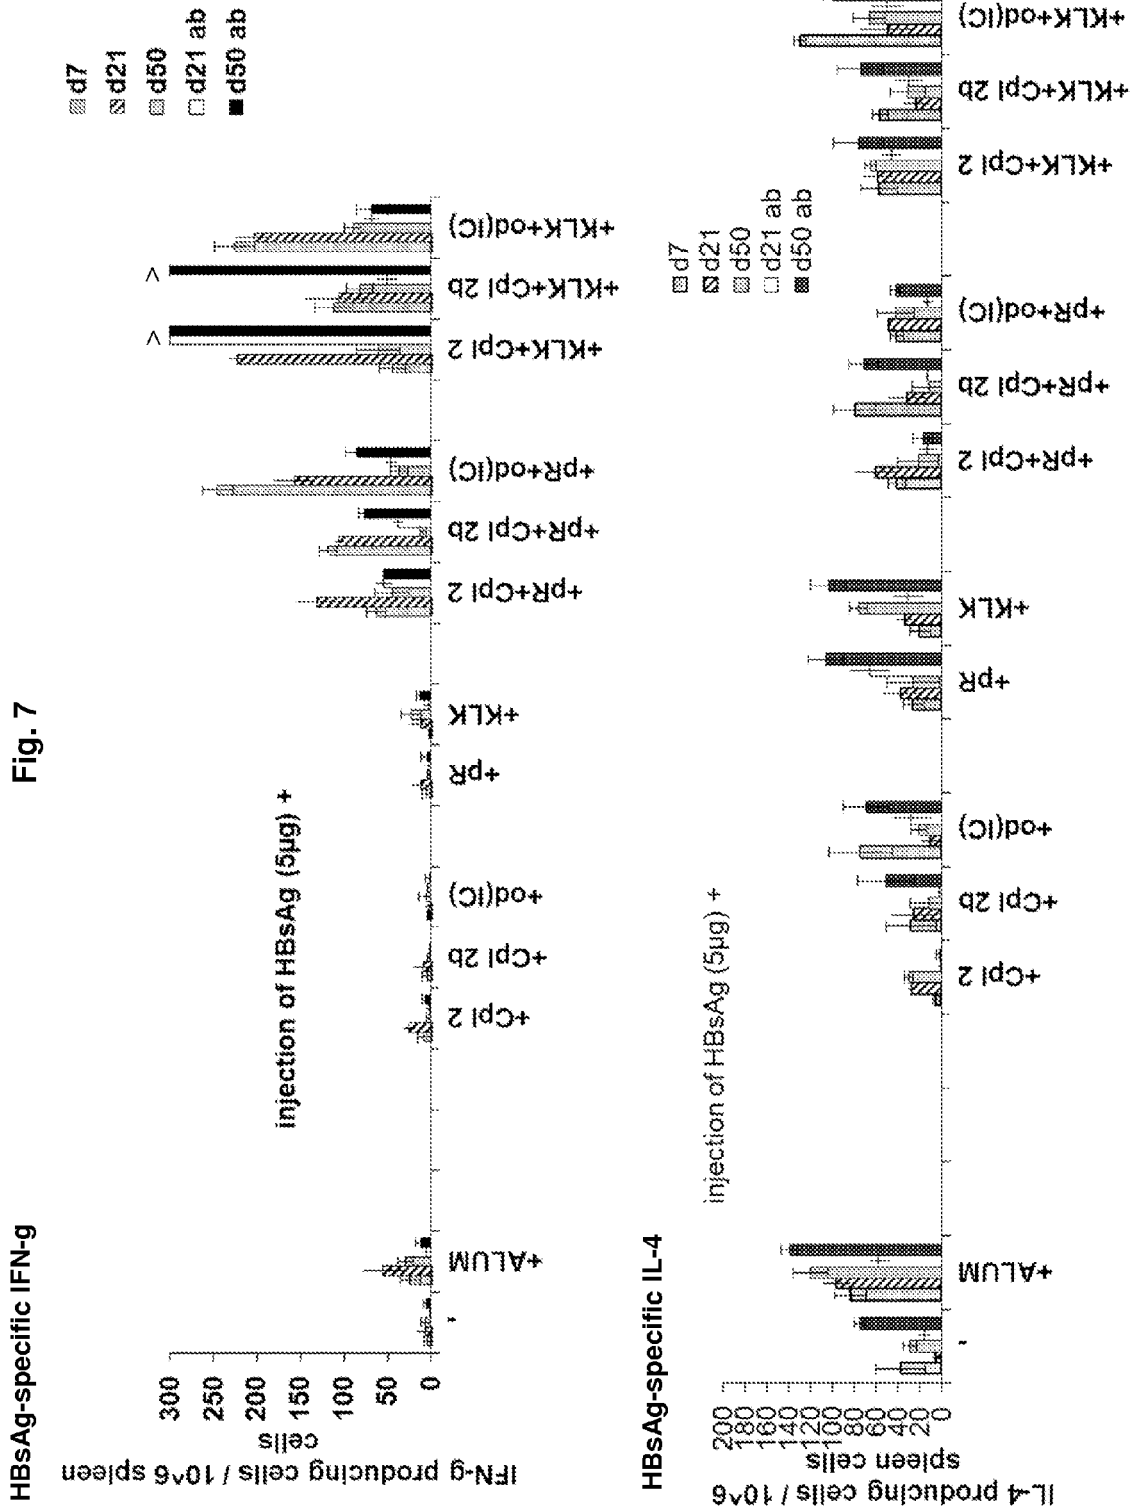 Fig. 7
HBsAg-specific IFN-g
d7
d21
d50
d21 ab
d50 ab
injection of HBsAg (5µg) +
IFN-g producing cells / 10^6 spleen
cells
300
250
200
150
100
50
0
-
+ALUM
+Cpl 2
+Cpl 2b
+od(IC)
+pR
+KLK
+pR+Cpl 2
+pR+Cpl 2b
+pR+od(IC)
+KLK+Cpl 2
+KLK+Cpl 2b
+KLK+od(IC)
>
>
HBsAg-specific IL-4
injection of HBsAg (5µg) +
d7
d21
d50
d21 ab
d50 ab
IL-4 producing cells / 10^6
spleen cells
200
180
160
140
120
100
80
60
40
20
0
-
+ALUM
+Cpl 2
+Cpl 2b
+od(IC)
+pR
+KLK
+pR+Cpl 2
+pR+Cpl 2b
+pR+od(IC)
+KLK+Cpl 2
+KLK+Cpl 2b
+KLK+od(IC)